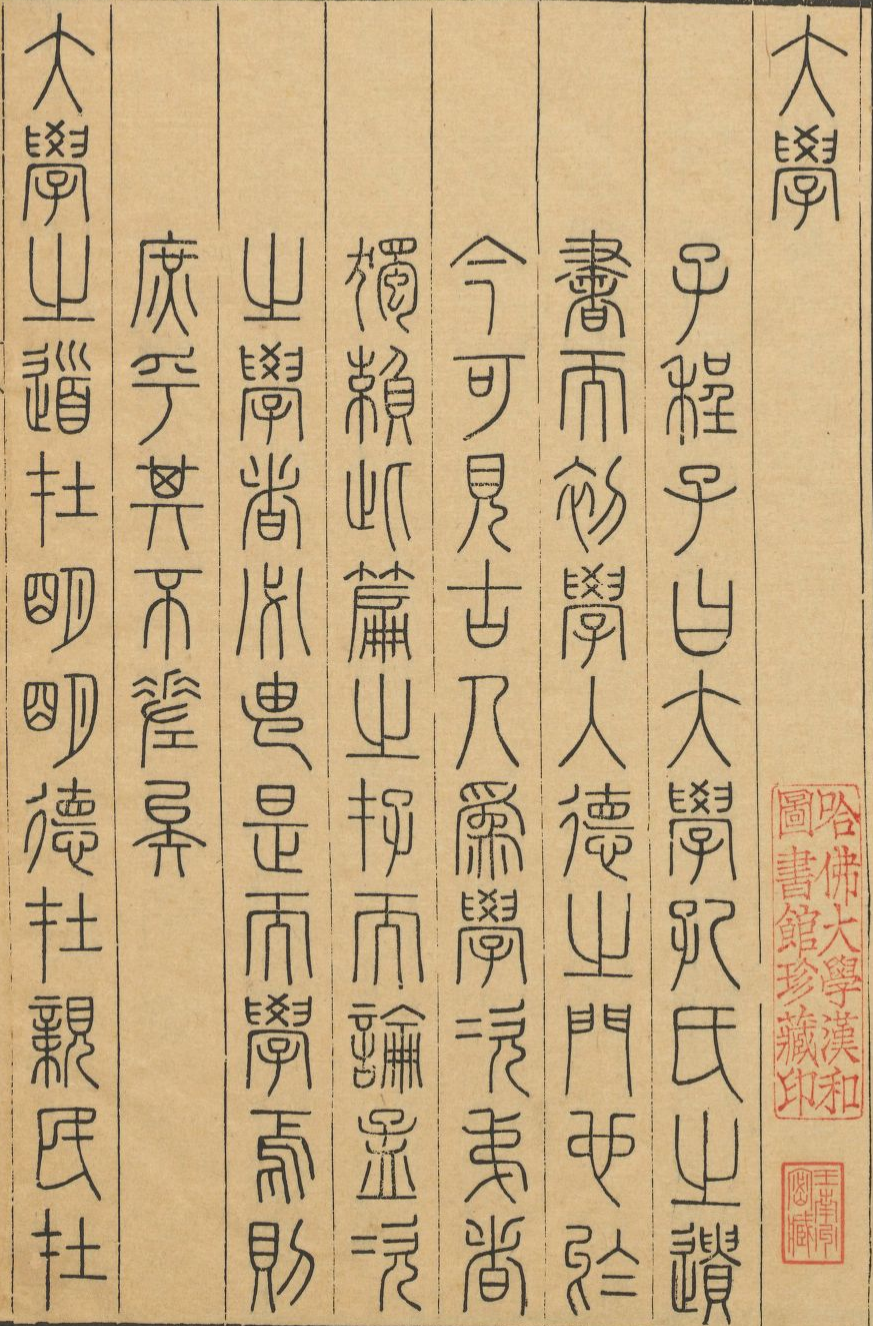 大學
哈佛大學漢和
圖書館珍藏印
子程子曰大學孔氏之遺
書而初學入德之門也於
今可見古人爲學次弟者
獨賴此篇之存而論孟次
之學者必由是而學焉則
庶乎其不差矣
大學之道在明明德在親民在